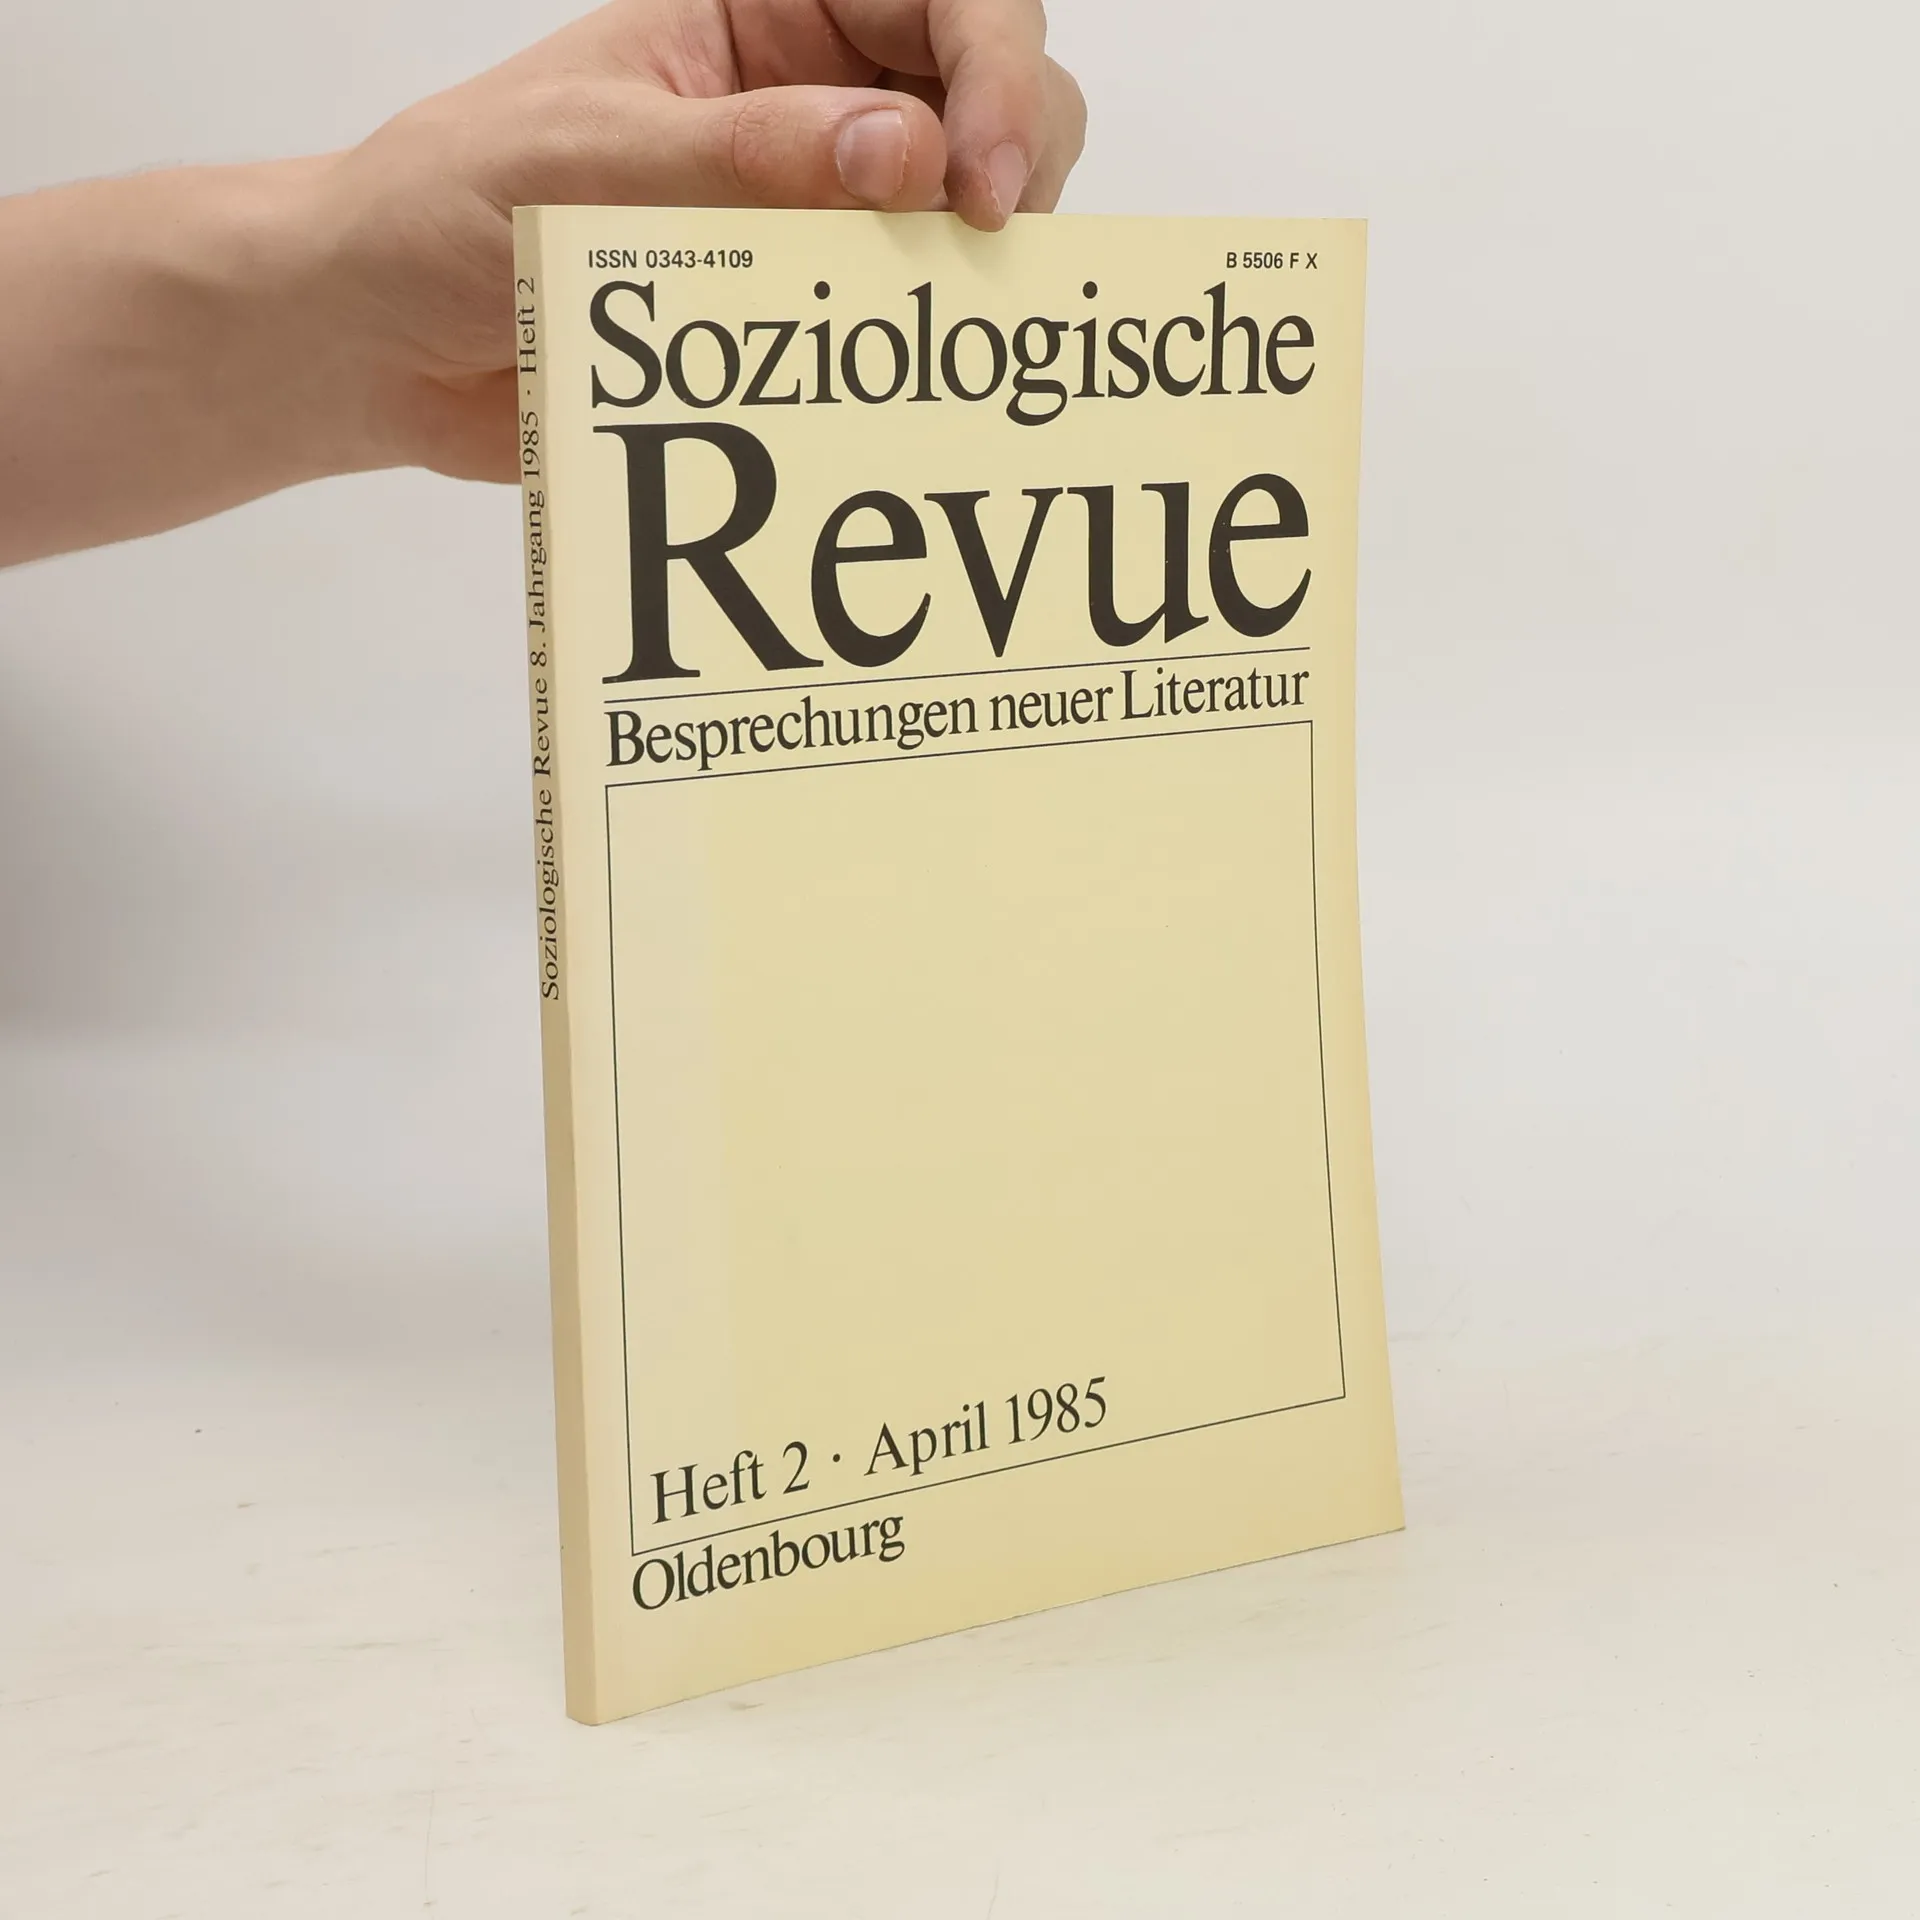 ISSN 0343-4109
B 5506 F X
Soziologische
Revue
Besprechungen neuer Literatur
Heft 2 · April 1985
Oldenbourg
Soziologische Revue 8. Jahrgang 1985 · Heft 2